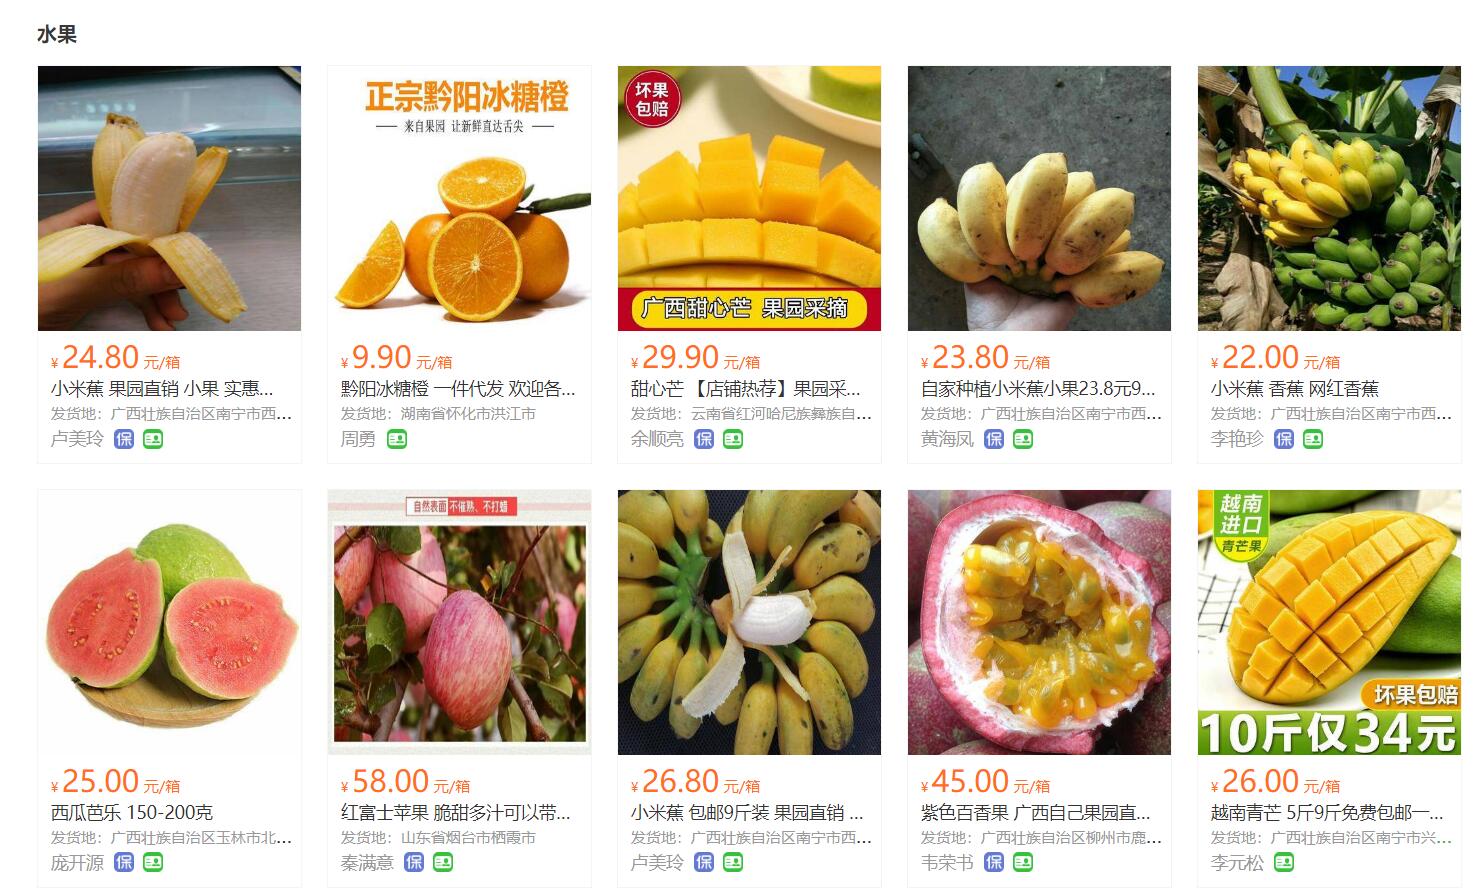 水果
正宗黔阳冰糖橙
来自果园 让新鲜直达舌尖
坏果
包赔
广西甜心芒 果园采摘
¥24.80 元/箱
小米蕉 果园直销 小果 实惠...
发货地：广西壮族自治区南宁市西...
卢美玲 保
¥9.90 元/箱
黔阳冰糖橙 一件代发 欢迎各...
发货地：湖南省怀化市洪江市
周勇
¥29.90 元/箱
甜心芒 【店铺热荐】果园采...
发货地：云南省红河哈尼族彝族自...
余顺亮 保
¥23.80 元/箱
自家种植小米蕉小果23.8元9...
发货地：广西壮族自治区南宁市西...
黄海凤 保
¥22.00 元/箱
小米蕉 香蕉 网红香蕉
发货地：广西壮族自治区南宁市西...
李艳珍 保
自然表面 不催熟、不打蜡
越南
进口
青芒果
坏果包赔
10斤仅34元
¥25.00 元/箱
西瓜芭乐 150-200克
发货地：广西壮族自治区玉林市北...
庞开源 保
¥58.00 元/箱
红富士苹果 脆甜多汁可以带...
发货地：山东省烟台市栖霞市
秦满意 保
¥26.80 元/箱
小米蕉 包邮9斤装 果园直销 ...
发货地：广西壮族自治区南宁市西...
卢美玲 保
¥45.00 元/箱
紫色百香果 广西自己果园直...
发货地：广西壮族自治区柳州市鹿...
韦荣书 保
¥26.00 元/箱
越南青芒 5斤9斤免费包邮一...
发货地：广西壮族自治区南宁市兴...
李元松